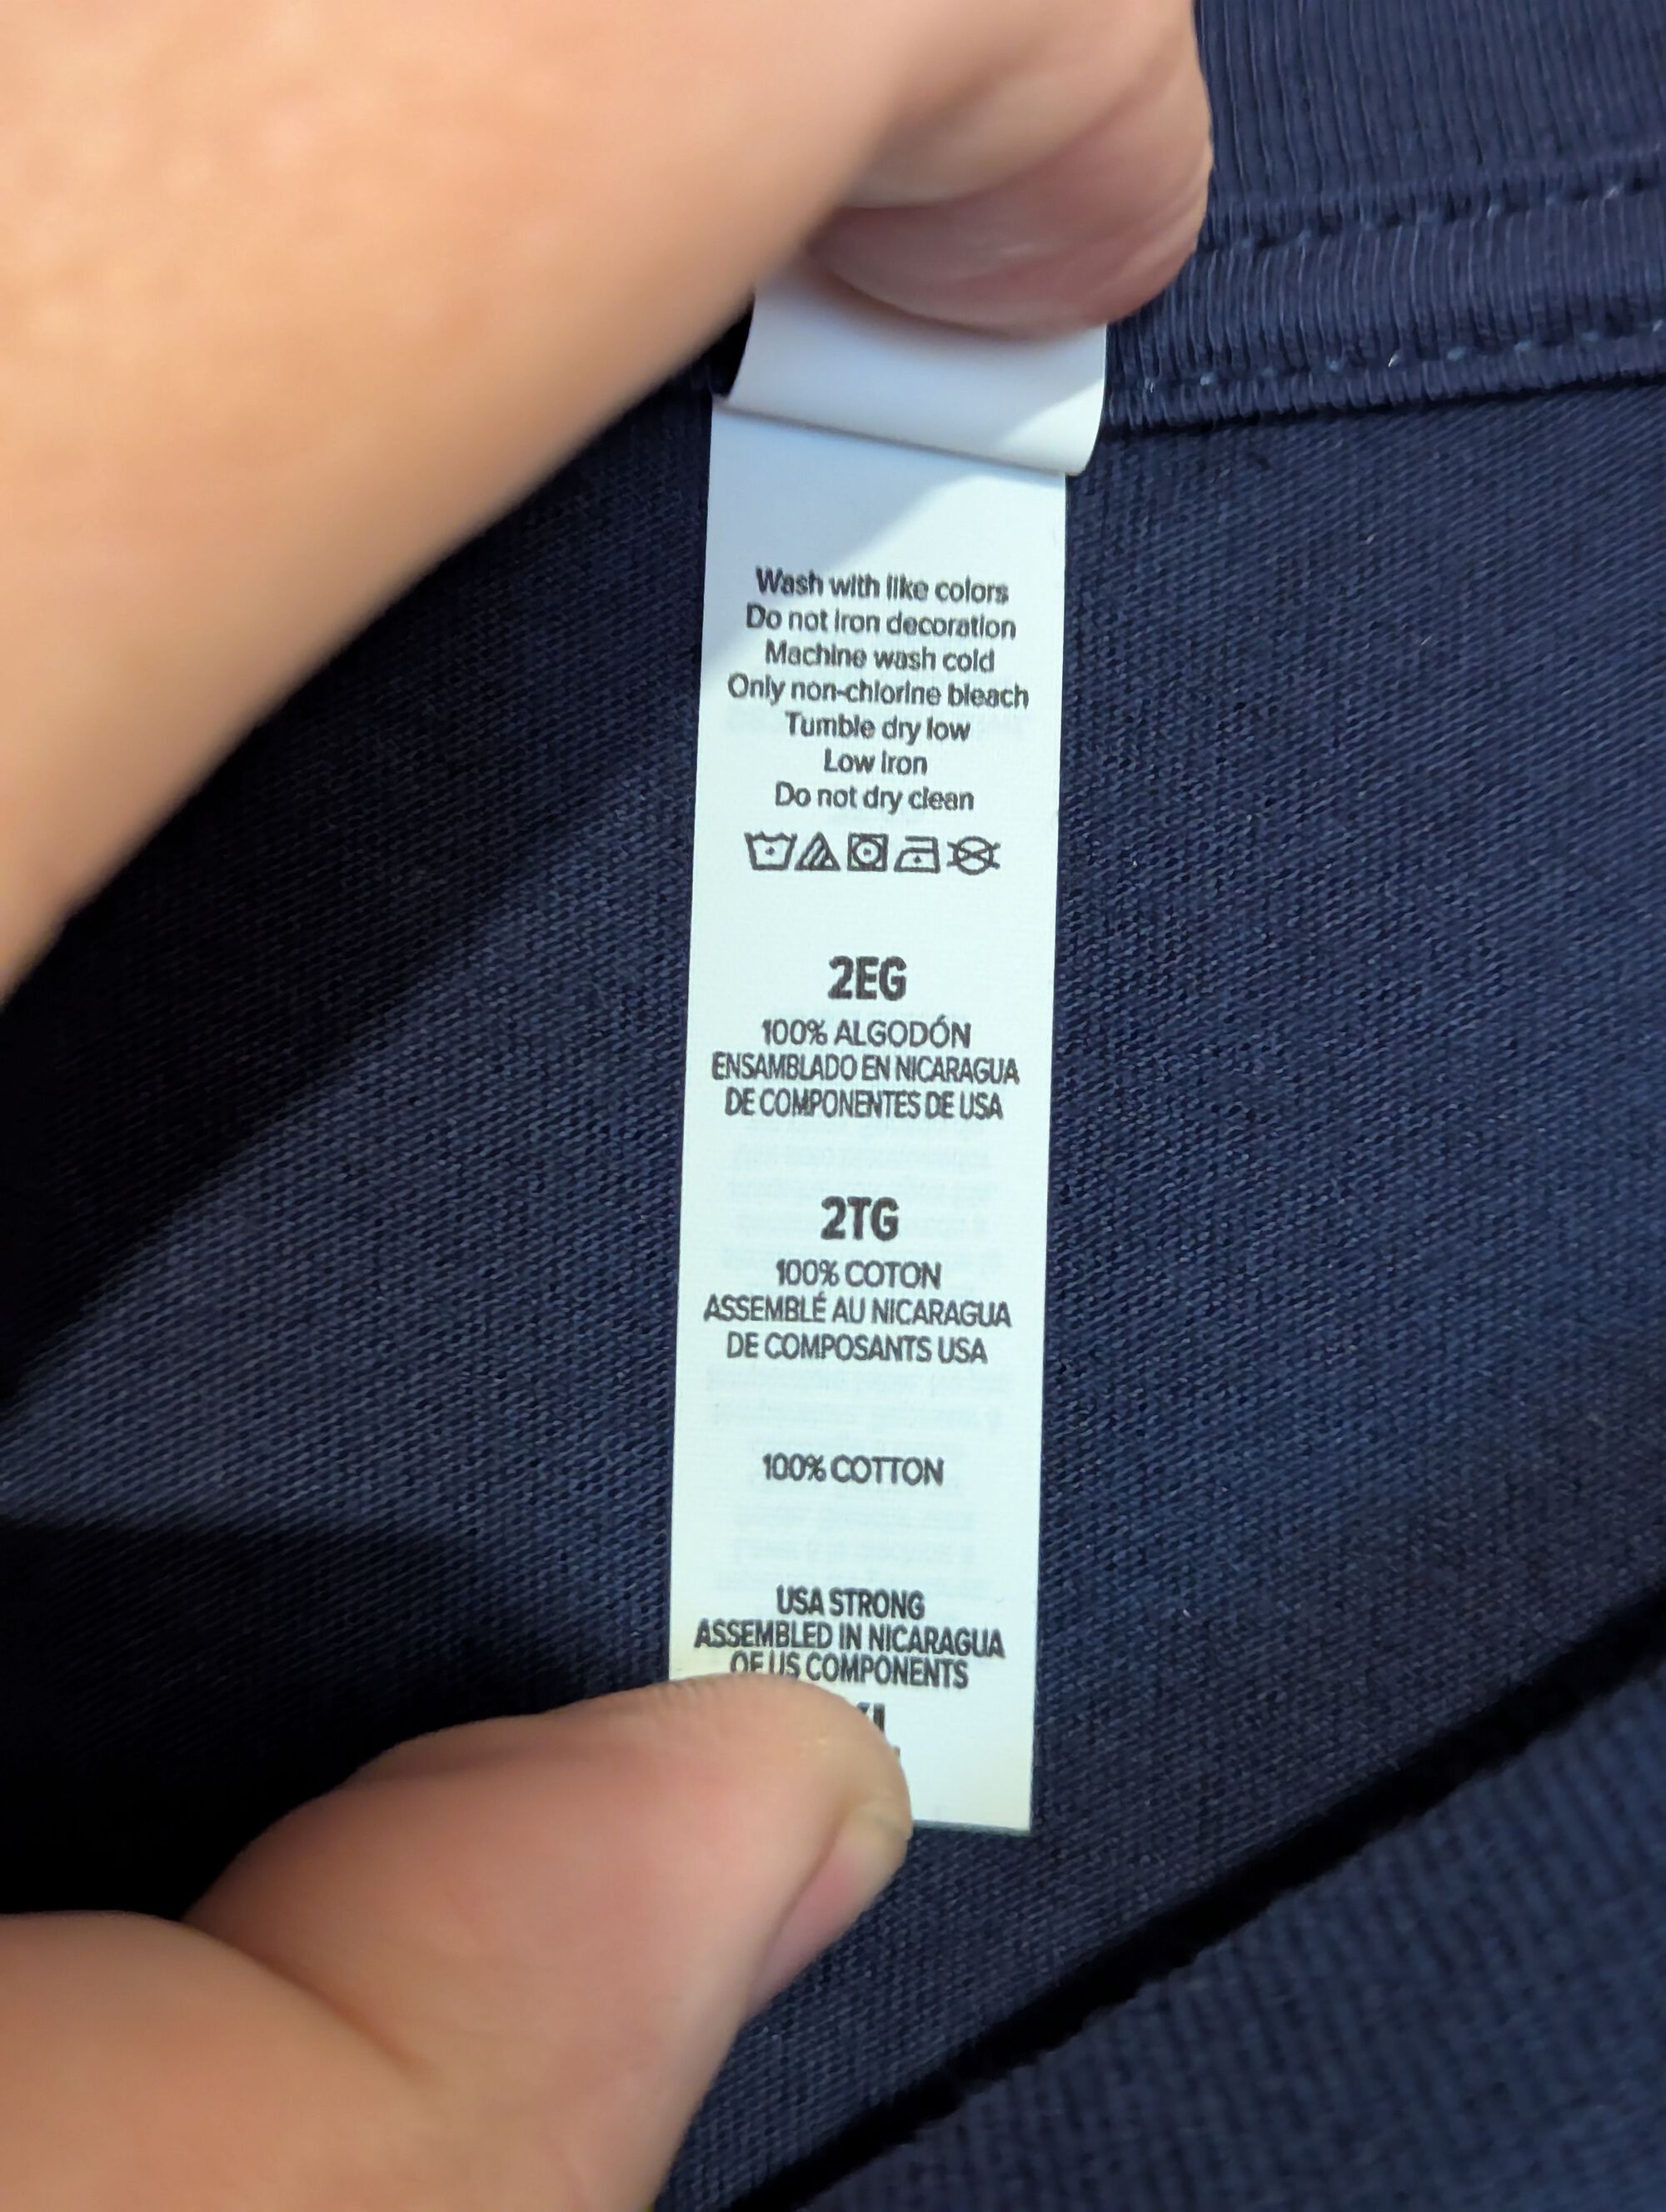 Wash with like colors
Do not iron decoration
Machine wash cold
Only non-chlorine bleach
Tumble dry low
Low iron
Do not dry clean
2EG
100% ALGODÓN
ENSAMBLADO EN NICARAGUA
DE COMPONENTES DE USA
2TG
100% COTON
ASSEMBLÉ AU NICARAGUA
DE COMPOSANTS USA
100% COTTON
USA STRONG
ASSEMBLED IN NICARAGUA
OF US COMPONENTS